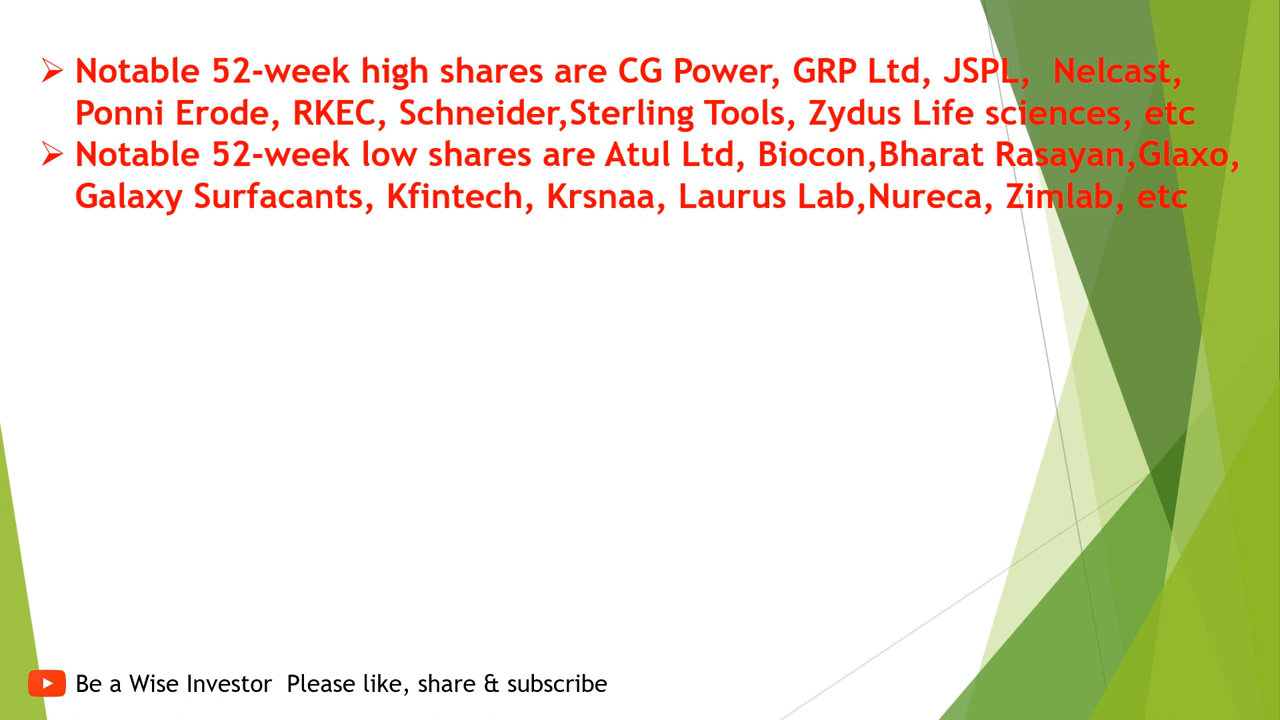 ➢ Notable 52-week high shares are CG Power, GRP Ltd, JSPL,  Nelcast,
Ponni Erode, RKEC, Schneider,Sterling Tools, Zydus Life sciences, etc
➢ Notable 52-week low shares are Atul Ltd, Biocon,Bharat Rasayan,Glaxo,
Galaxy Surfacants, Kfintech, Krsnaa, Laurus Lab,Nureca, Zimlab, etc
Be a Wise Investor  Please like, share & subscribe